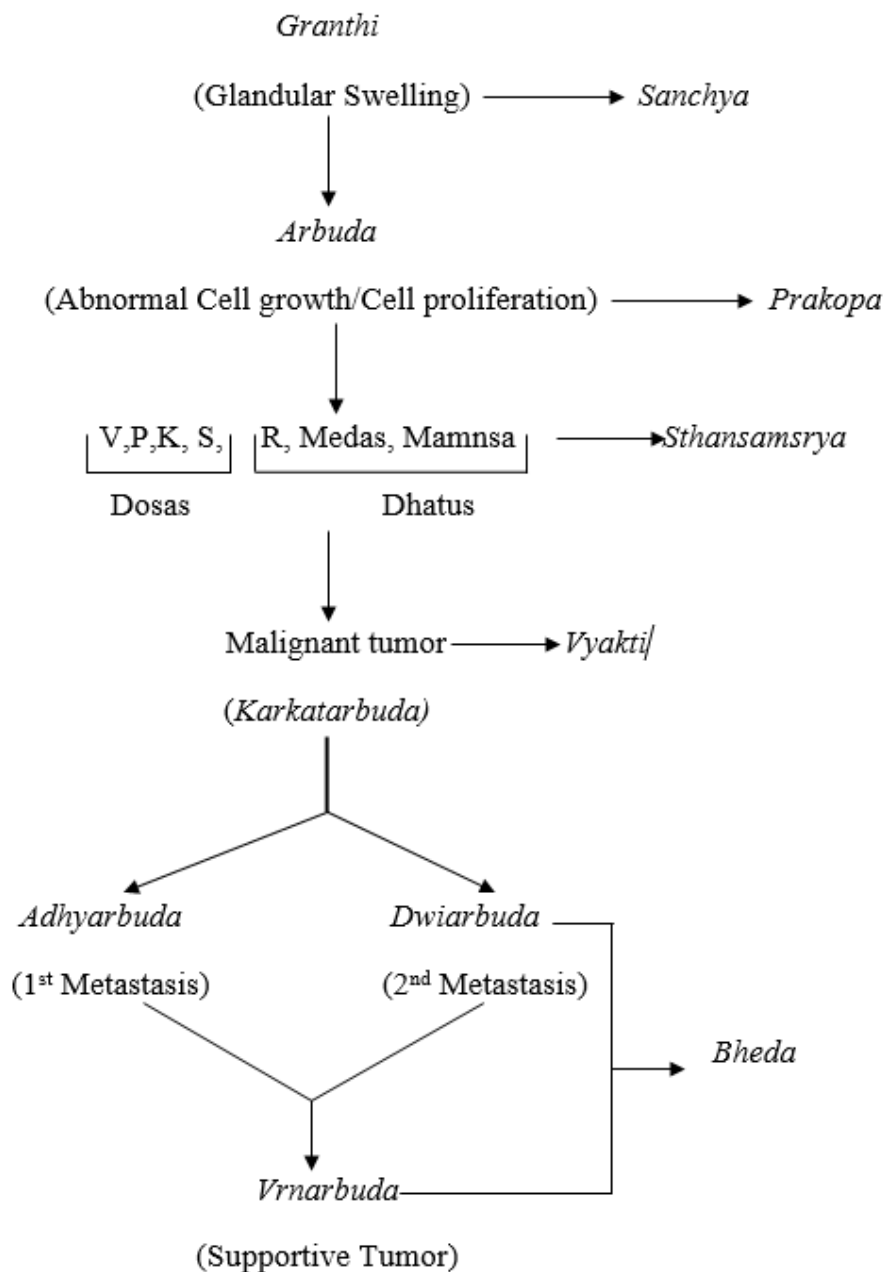 Granthi
(Glandular Swelling) Sanchya
Arbuda
(Abnormal Cell growth/Cell proliferation) Prakopa
V,P,K, S, R, Medas, Mamnsa Sthansamsrya
Dosas Dhatus
Malignant tumor Vyakti/
(Karkatarbuda)
Adhyarbuda Dwiarbuda
(1st Metastasis) (2nd Metastasis)
Bheda
Vrnarbuda
(Supportive Tumor)